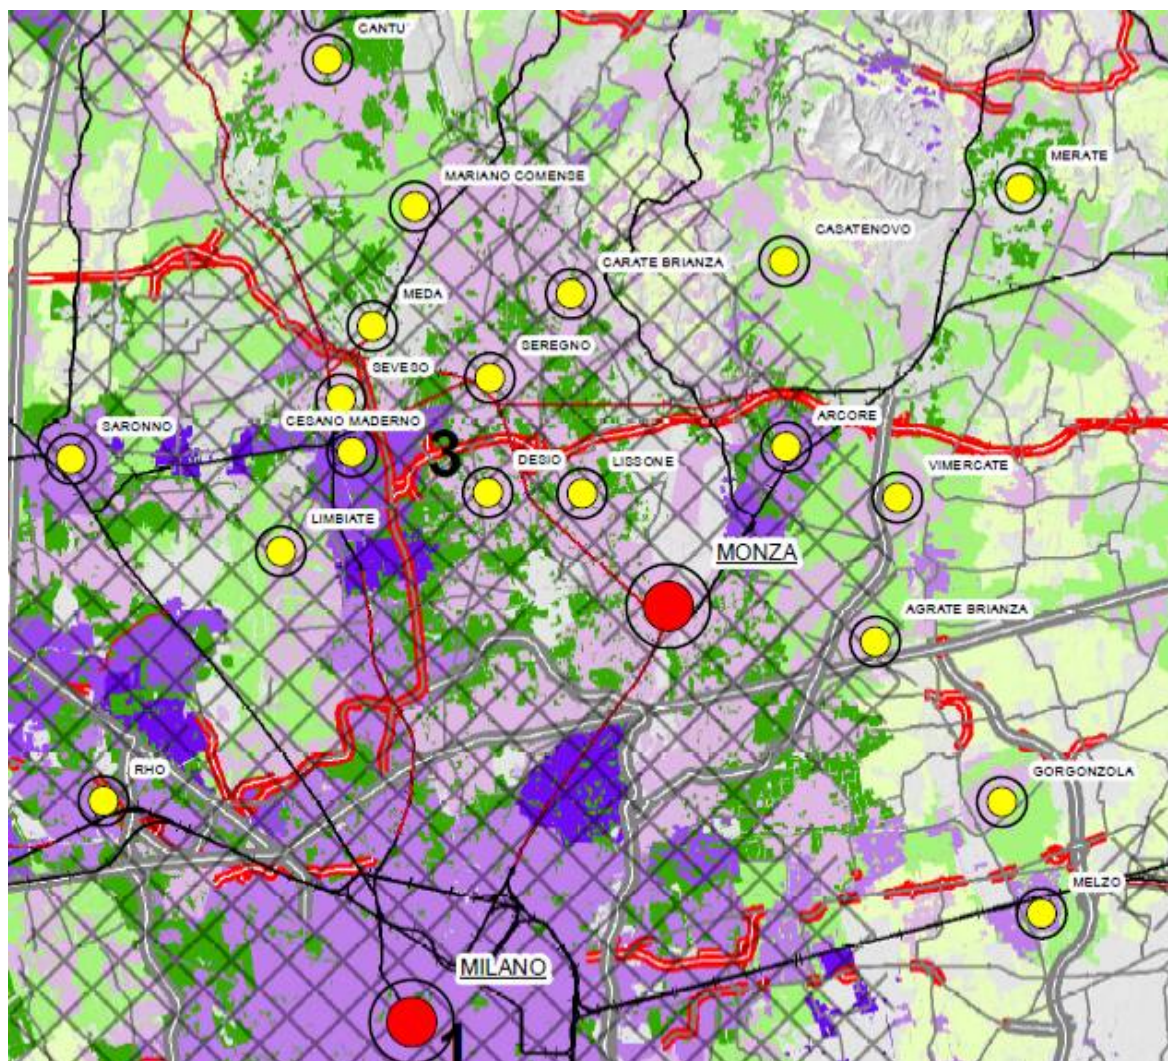 CANTU'
MERATE
MARIANO COMENSE
CASATENOVO
CARATE BRIANZA
MEDA
SEREGNO
SEVESO
CESANO MADERNO
ARCORE
SARONNO
3
DESIO
LISSONE
VIMERCATE
LIMBIATE
MONZA
AGRATE BRIANZA
RHO
GORGONZOLA
MELZO
MILANO
1